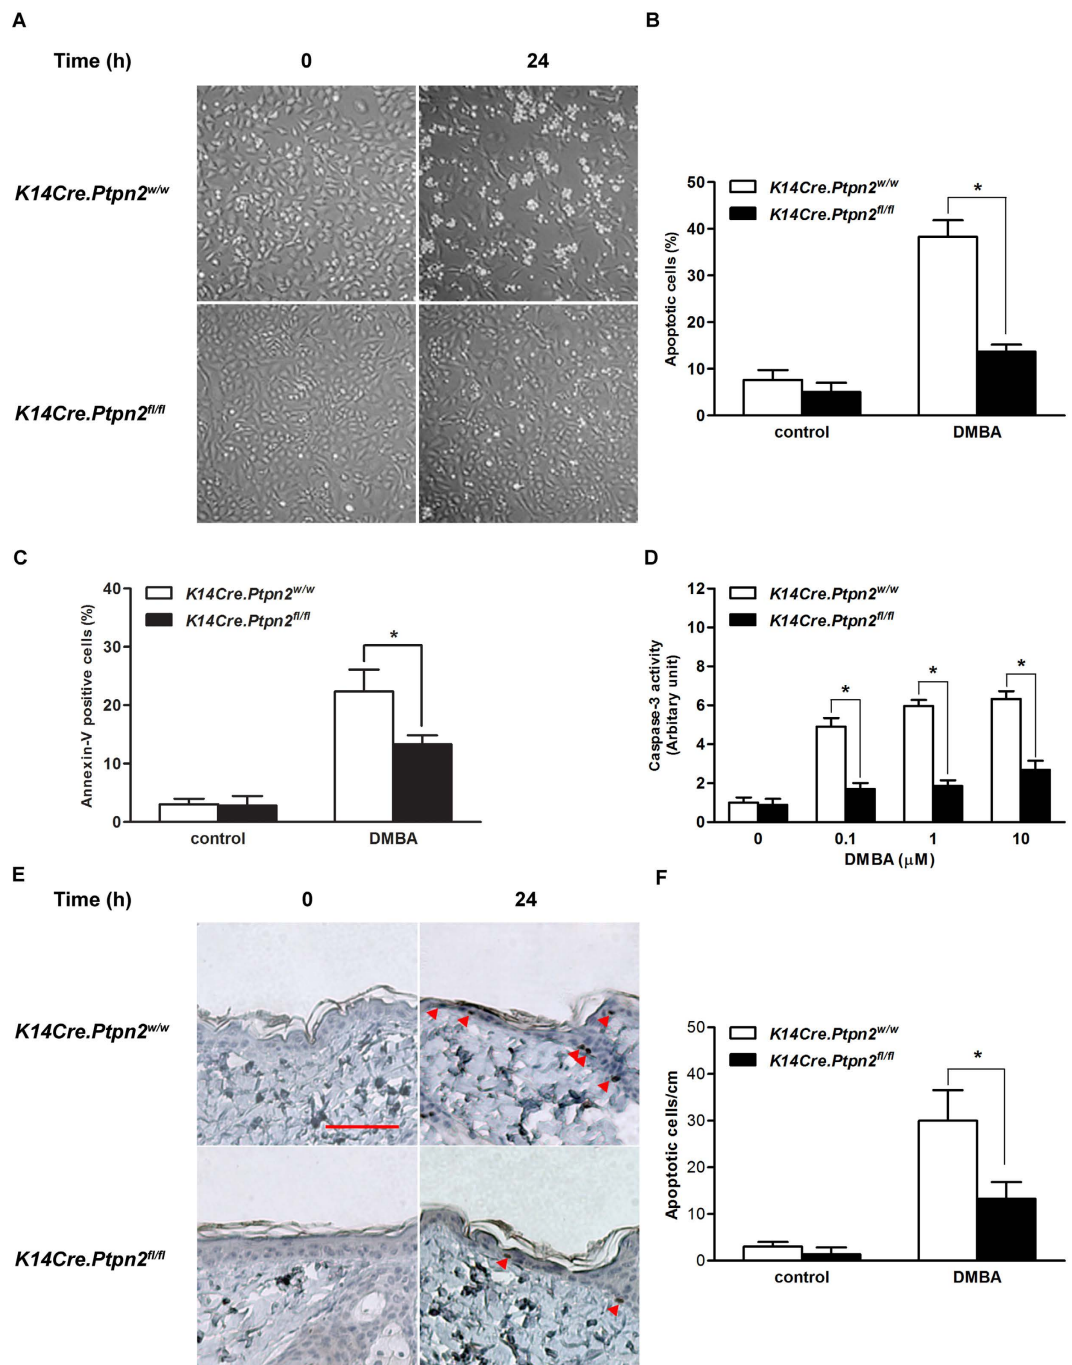 A
Time (h)
0
24
K14Cre.Ptpn2w/w
K14Cre.Ptpn2fl/fl
B
Apoptotic cells (%)
50
40
30
20
10
0
K14Cre.Ptpn2w/w
K14Cre.Ptpn2fl/fl
*
control
DMBA
C
Annexin-V positive cells (%)
40
30
20
10
0
K14Cre.Ptpn2w/w
K14Cre.Ptpn2fl/fl
*
control
DMBA
D
Caspase-3 activity
(Arbitary unit)
12
10
8
6
4
2
0
K14Cre.Ptpn2w/w
K14Cre.Ptpn2fl/fl
*
*
*
0
0.1
1
10
DMBA (μM)
E
Time (h)
0
24
K14Cre.Ptpn2w/w
K14Cre.Ptpn2fl/fl
F
Apoptotic cells/cm
50
40
30
20
10
0
K14Cre.Ptpn2w/w
K14Cre.Ptpn2fl/fl
*
control
DMBA